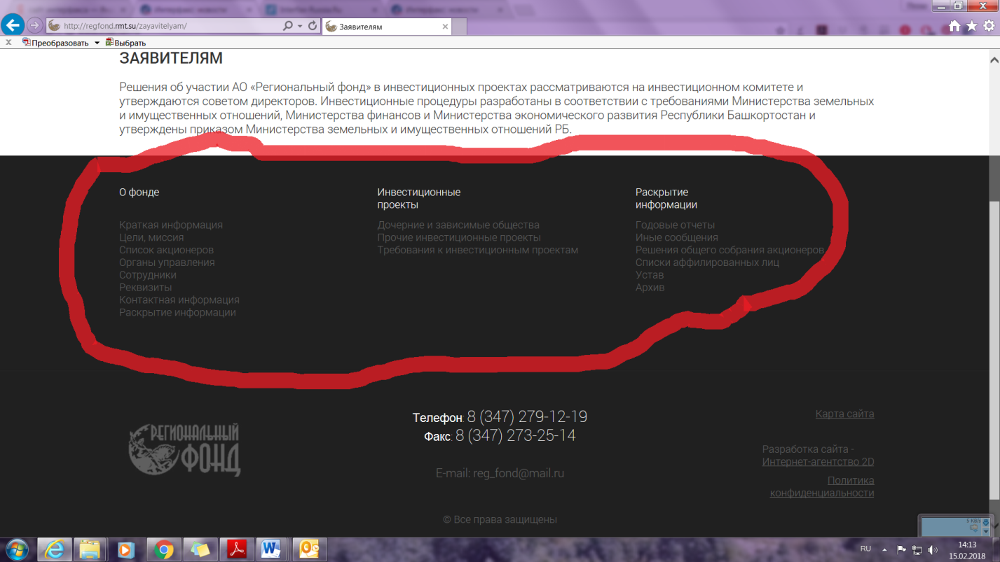 http://regfond.rmt.su/zayavitelyam/
Заявителям
x Преобразовать Выбрать
ЗАЯВИТЕЛЯМ
Решения об участии АО «Региональный фонд» в инвестиционных проектах рассматриваются на инвестиционном комитете и
утверждаются советом директоров. Инвестиционные процедуры разработаны в соответствии с требованиями Министерства земельных
и имущественных отношений, Министерства финансов и Министерства экономического развития Республики Башкортостан и
утверждены приказом Министерства земельных и имущественных отношений РБ.
О фонде
Краткая информация
Цели, миссия
Список акционеров
Органы управления
Сотрудники
Реквизиты
Контактная информация
Раскрытие информации
Инвестиционные
проекты
Дочерние и зависимые общества
Прочие инвестиционные проекты
Требования к инвестиционным проектам
Раскрытие
информации
Годовые отчеты
Иные сообщения
Решения общего собрания акционеров
Списки аффилированных лиц
Устав
Архив
РЕГИОНАЛЬНЫЙ
ФОНД
Телефон: 8 (347) 279-12-19
Факс: 8 (347) 273-25-14
E-mail: reg_fond@mail.ru
© Все права защищены
Карта сайта
Разработка сайта -
Интернет-агентство 2D
Политика
конфиденциальности
5 KB/s
RU
14:13
15.02.2018